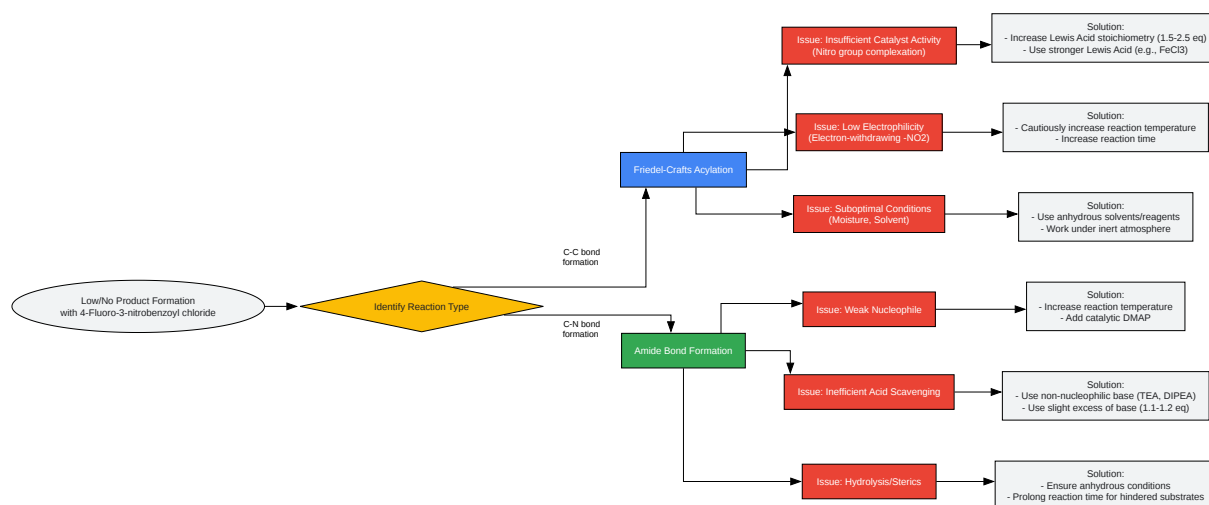 Low/No Product Formation
with 4-Fluoro-3-nitrobenzoyl chloride
Identify Reaction Type
C-C bond
formation
C-N bond
formation
Friedel-Crafts Acylation
Issue: Insufficient Catalyst Activity
(Nitro group complexation)
Solution:
- Increase Lewis Acid stoichiometry (1.5-2.5 eq)
- Use stronger Lewis Acid (e.g., FeCl3)
Issue: Low Electrophilicity
(Electron-withdrawing -NO2)
Solution:
- Cautiously increase reaction temperature
- Increase reaction time
Issue: Suboptimal Conditions
(Moisture, Solvent)
Solution:
- Use anhydrous solvents/reagents
- Work under inert atmosphere
Amide Bond Formation
Issue: Weak Nucleophile
Solution:
- Increase reaction temperature
- Add catalytic DMAP
Issue: Inefficient Acid Scavenging
Solution:
- Use non-nucleophilic base (TEA, DIPEA)
- Use slight excess of base (1.1-1.2 eq)
Issue: Hydrolysis/Sterics
Solution:
- Ensure anhydrous conditions
- Prolong reaction time for hindered substrates